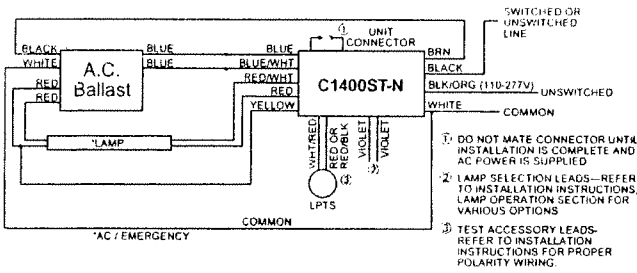 SWITCHED OR
UNSWITCHED
LINE
① UNIT
CONNECTOR
BLACK
WHITE
RED
RED
A.C.
Ballast
BLUE
BLUE
BLUE
BLUE/WHT
RED/WHT
RED
YELLOW
C1400ST-N
BRN
BLACK
BLK/ORG (110-277V)
UNSWITCHED
WHITE
COMMON
*LAMP
WHT/RED
RED OR
RED/BLK
VIOLET
VIOLET
③
②
LPTS
COMMON
*AC / EMERGENCY
① DO NOT MATE CONNECTOR UNTIL
INSTALLATION IS COMPLETE AND
AC POWER IS SUPPLIED
② LAMP SELECTION LEADS—REFER
TO INSTALLATION INSTRUCTIONS,
LAMP OPERATION SECTION FOR
VARIOUS OPTIONS
③ TEST ACCESSORY LEADS-
REFER TO INSTALLATION
INSTRUCTIONS FOR PROPER
POLARITY WIRING.